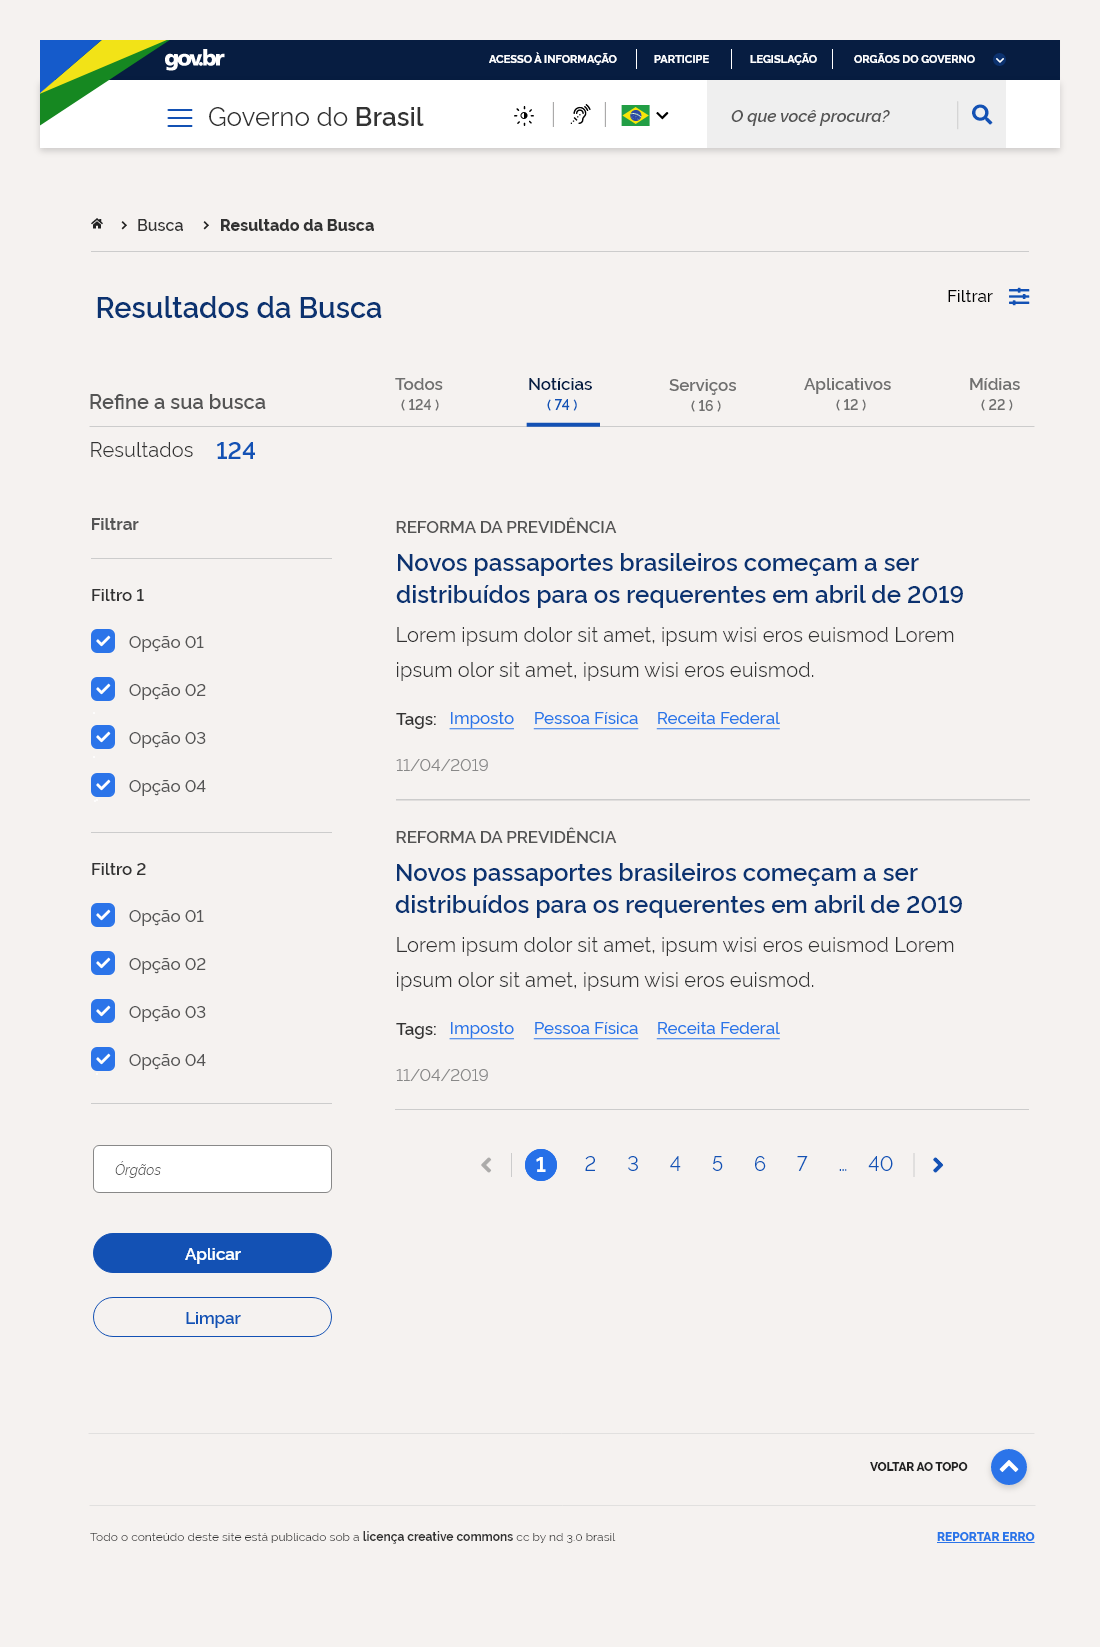 gov.br
ACESSO À INFORMAÇÃO PARTICIPE LEGISLAÇÃO ORGÃOS DO GOVERNO
Governo do Brasil
O que você procura?
Busca Resultado da Busca
Resultados da Busca
Filtrar
Refine a sua busca
Todos Notícias Serviços Aplicativos Mídias
( 124 ) ( 74 ) ( 16 ) ( 12 ) ( 22 )
Resultados 124
Filtrar
Filtro 1
Opção 01
Opção 02
Opção 03
Opção 04
Filtro 2
Opção 01
Opção 02
Opção 03
Opção 04
Órgãos
Aplicar
Limpar
REFORMA DA PREVIDÊNCIA
Novos passaportes brasileiros começam a ser
distribuídos para os requerentes em abril de 2019
Lorem ipsum dolor sit amet, ipsum wisi eros euismod Lorem
ipsum olor sit amet, ipsum wisi eros euismod.
Tags: Imposto Pessoa Física Receita Federal
11/04/2019
REFORMA DA PREVIDÊNCIA
Novos passaportes brasileiros começam a ser
distribuídos para os requerentes em abril de 2019
Lorem ipsum dolor sit amet, ipsum wisi eros euismod Lorem
ipsum olor sit amet, ipsum wisi eros euismod.
Tags: Imposto Pessoa Física Receita Federal
11/04/2019
1 2 3 4 5 6 7 ... 40
VOLTAR AO TOPO
Todo o conteúdo deste site está publicado sob a licença creative commons cc by nd 3.0 brasil
REPORTAR ERRO